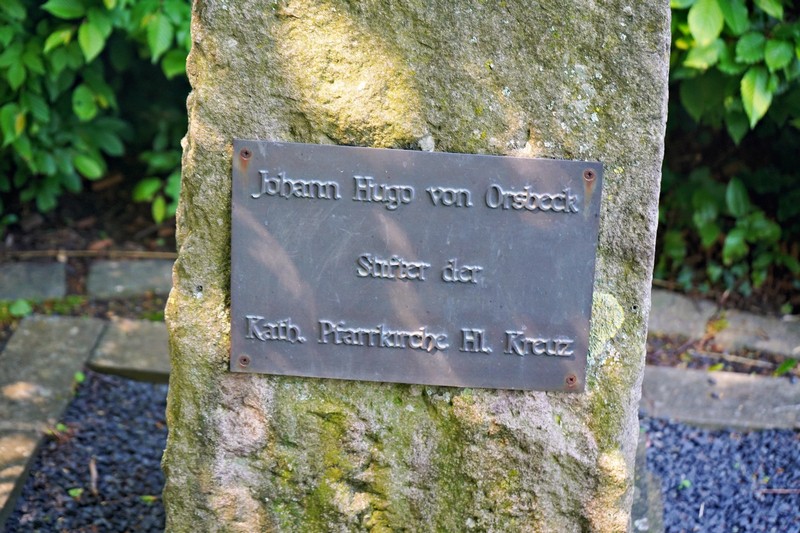 Johann Hugo von Orsbeck
Stifter der
Kath. Pfarrkirche Hl. Kreuz